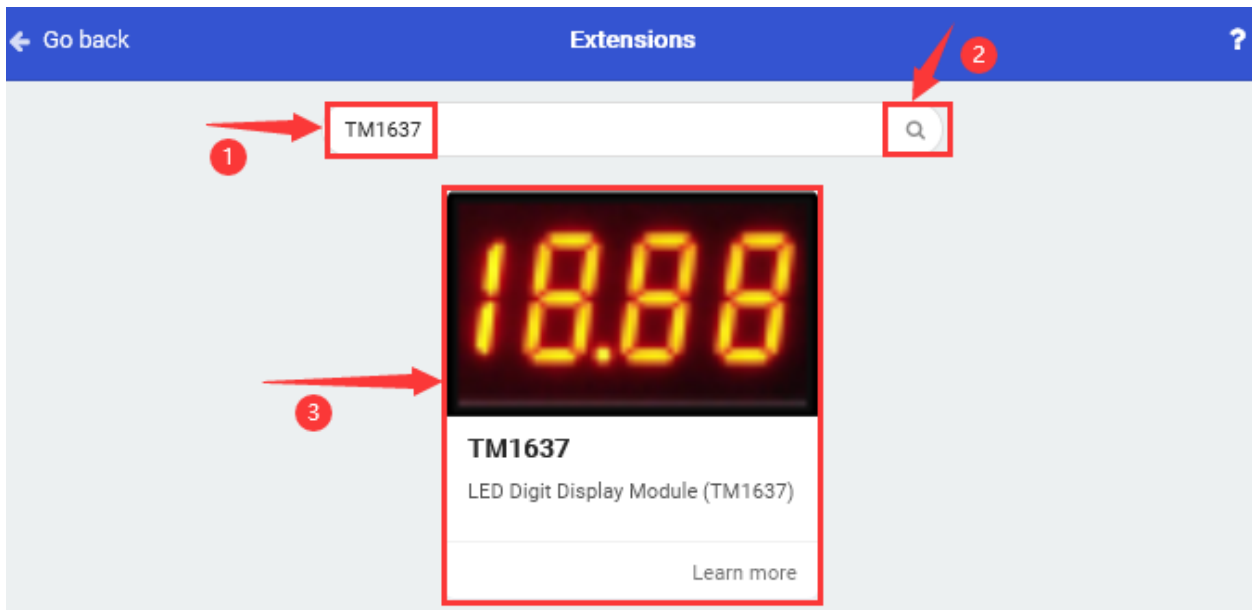 Go back
Extensions
?
2
TM1637
1
18.88
3
TM1637
LED Digit Display Module (TM1637)
Learn more